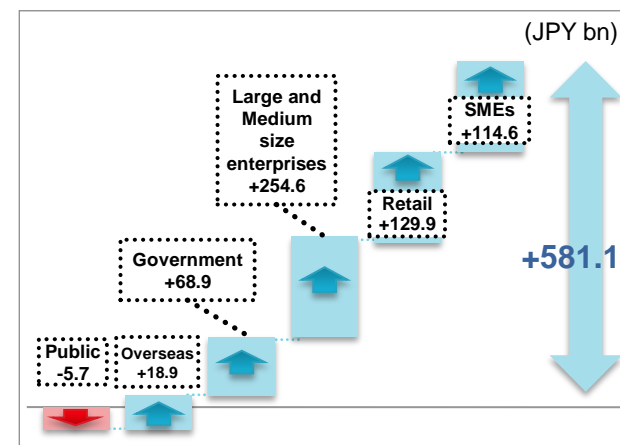 (JPY bn)
Large and
Medium
size
enterprises
+254.6
SMEs
+114.6
Retail
+129.9
Government
+68.9
+581.1
Public
-5.7
Overseas
+18.9